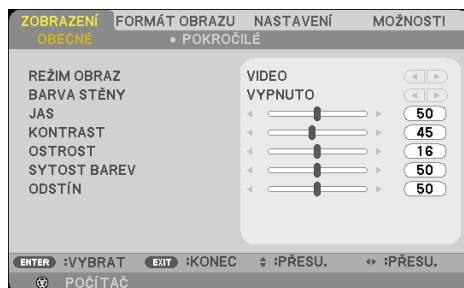 ZOBRAZENÍ FORMÁT OBRAZU NASTAVENÍ MOŽNOSTI
OBECNÉ • POKROČILÉ
REŽIM OBRAZ VIDEO
BARVA STĚNY VYPNUTO
JAS 50
KONTRAST 45
OSTROST 16
SYTOST BAREV 50
ODSTÍN 50
ENTER :VYBRAT EXIT :KONEC :PŘESU. :PŘESU.
POČÍTAČ